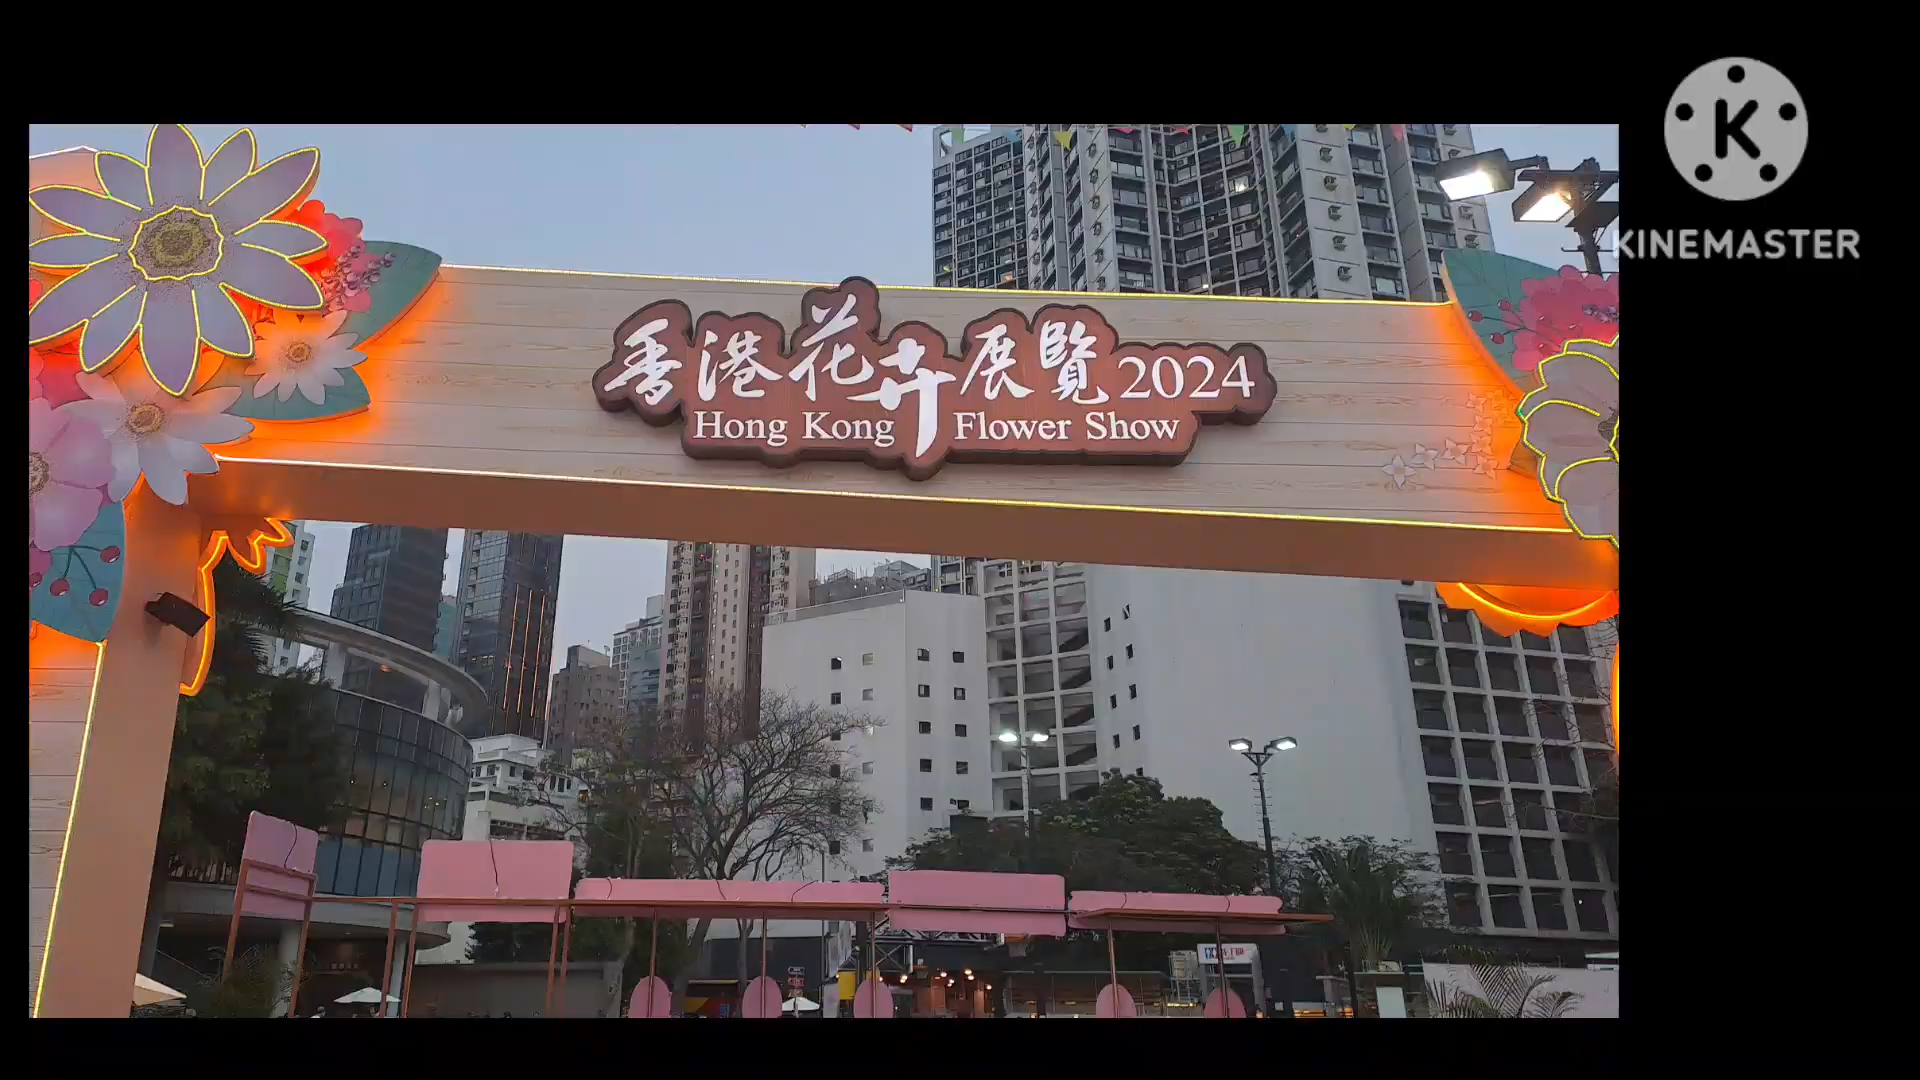 香港花卉展覽2024
Hong Kong Flower Show
K
KINEMASTER